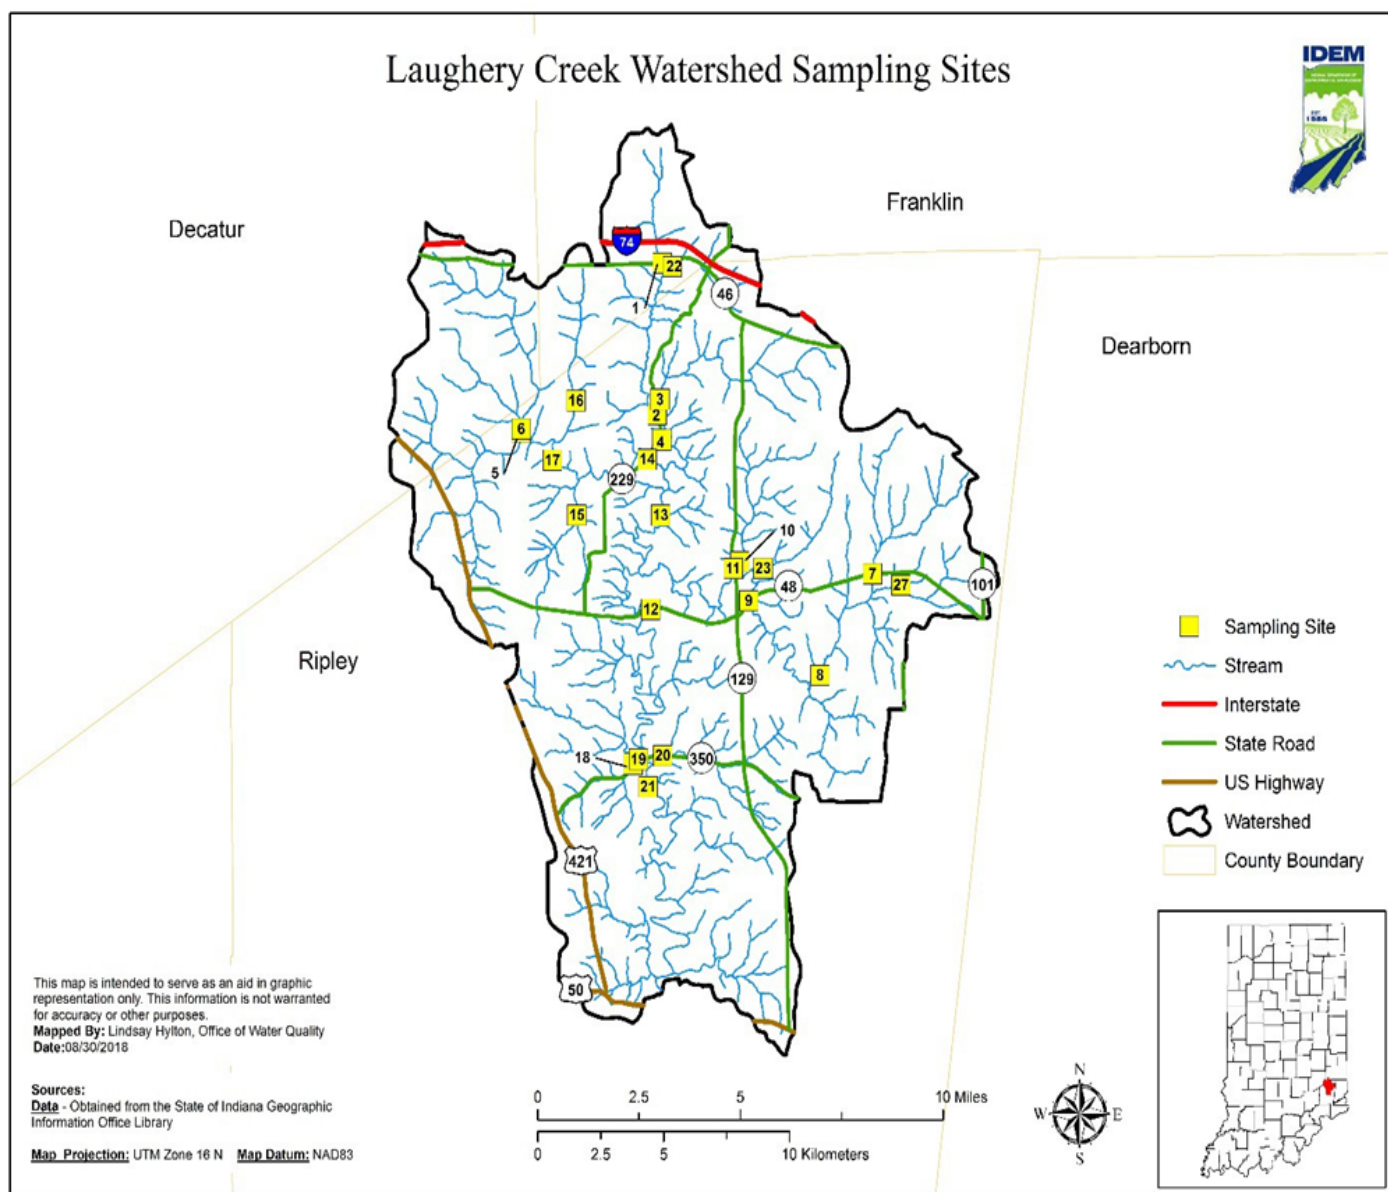 Laughery Creek Watershed Sampling Sites
IDEM
EST
1986
Decatur
Franklin
Dearborn
Ripley
74
22
1
46
16
3
2
6
4
14
17
5
229
15
13
10
11
23
7
48
27
101
9
12
8
129
18
19
20
350
21
421
50
Sampling Site
Stream
Interstate
State Road
US Highway
Watershed
County Boundary
This map is intended to serve as an aid in graphic
representation only. This information is not warranted
for accuracy or other purposes.
Mapped By: Lindsay Hylton, Office of Water Quality
Date:08/30/2018
Sources:
Data - Obtained from the State of Indiana Geographic
Information Office Library
Map Projection: UTM Zone 16 N Map Datum: NAD83
0 2.5 5 10 Miles
0 2.5 5 10 Kilometers
N
W E
S